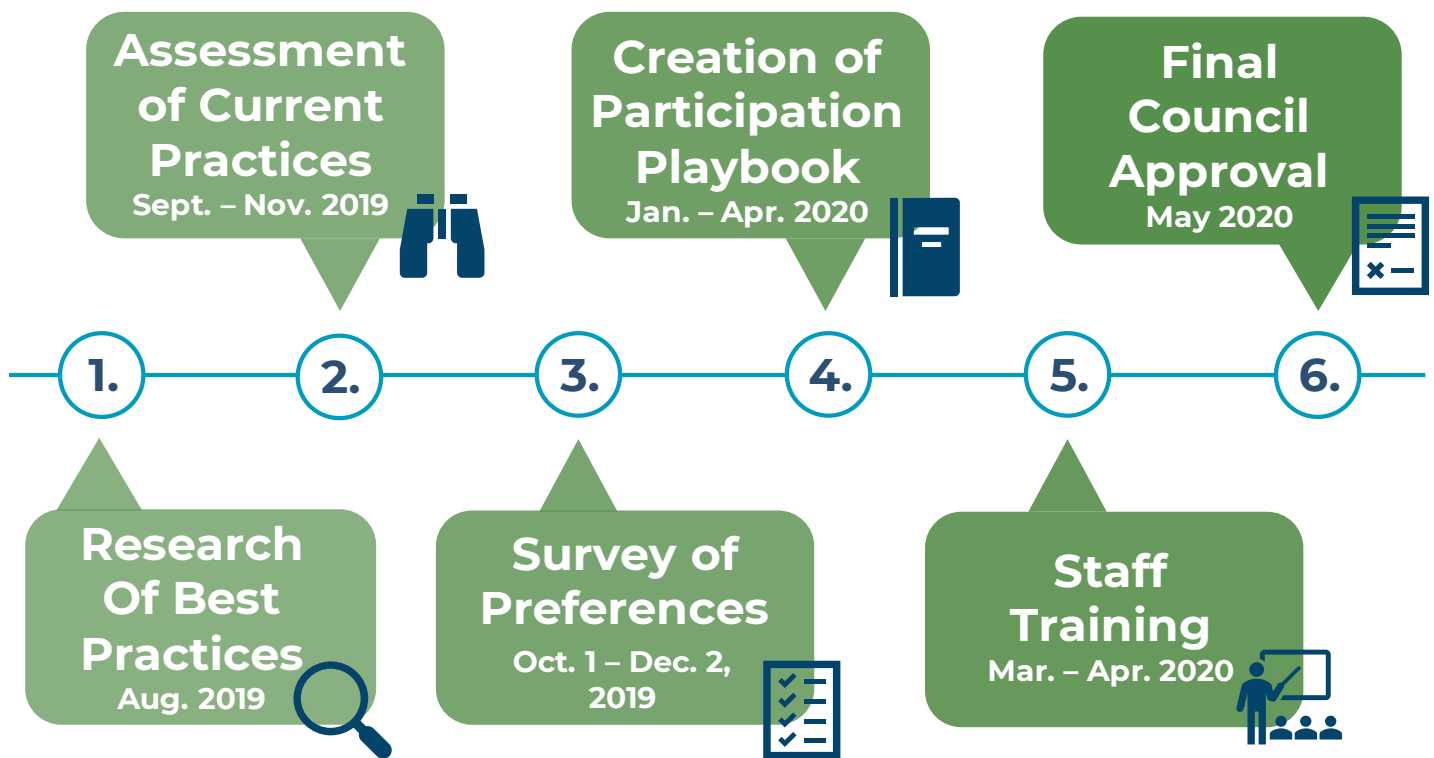 Assessment
of Current
Practices
Sept. – Nov. 2019
Creation of
Participation
Playbook
Jan. – Apr. 2020
Final
Council
Approval
May 2020
1.
2.
3.
4.
5.
6.
Research
Of Best
Practices
Aug. 2019
Survey of
Preferences
Oct. 1 – Dec. 2,
2019
Staff
Training
Mar. – Apr. 2020